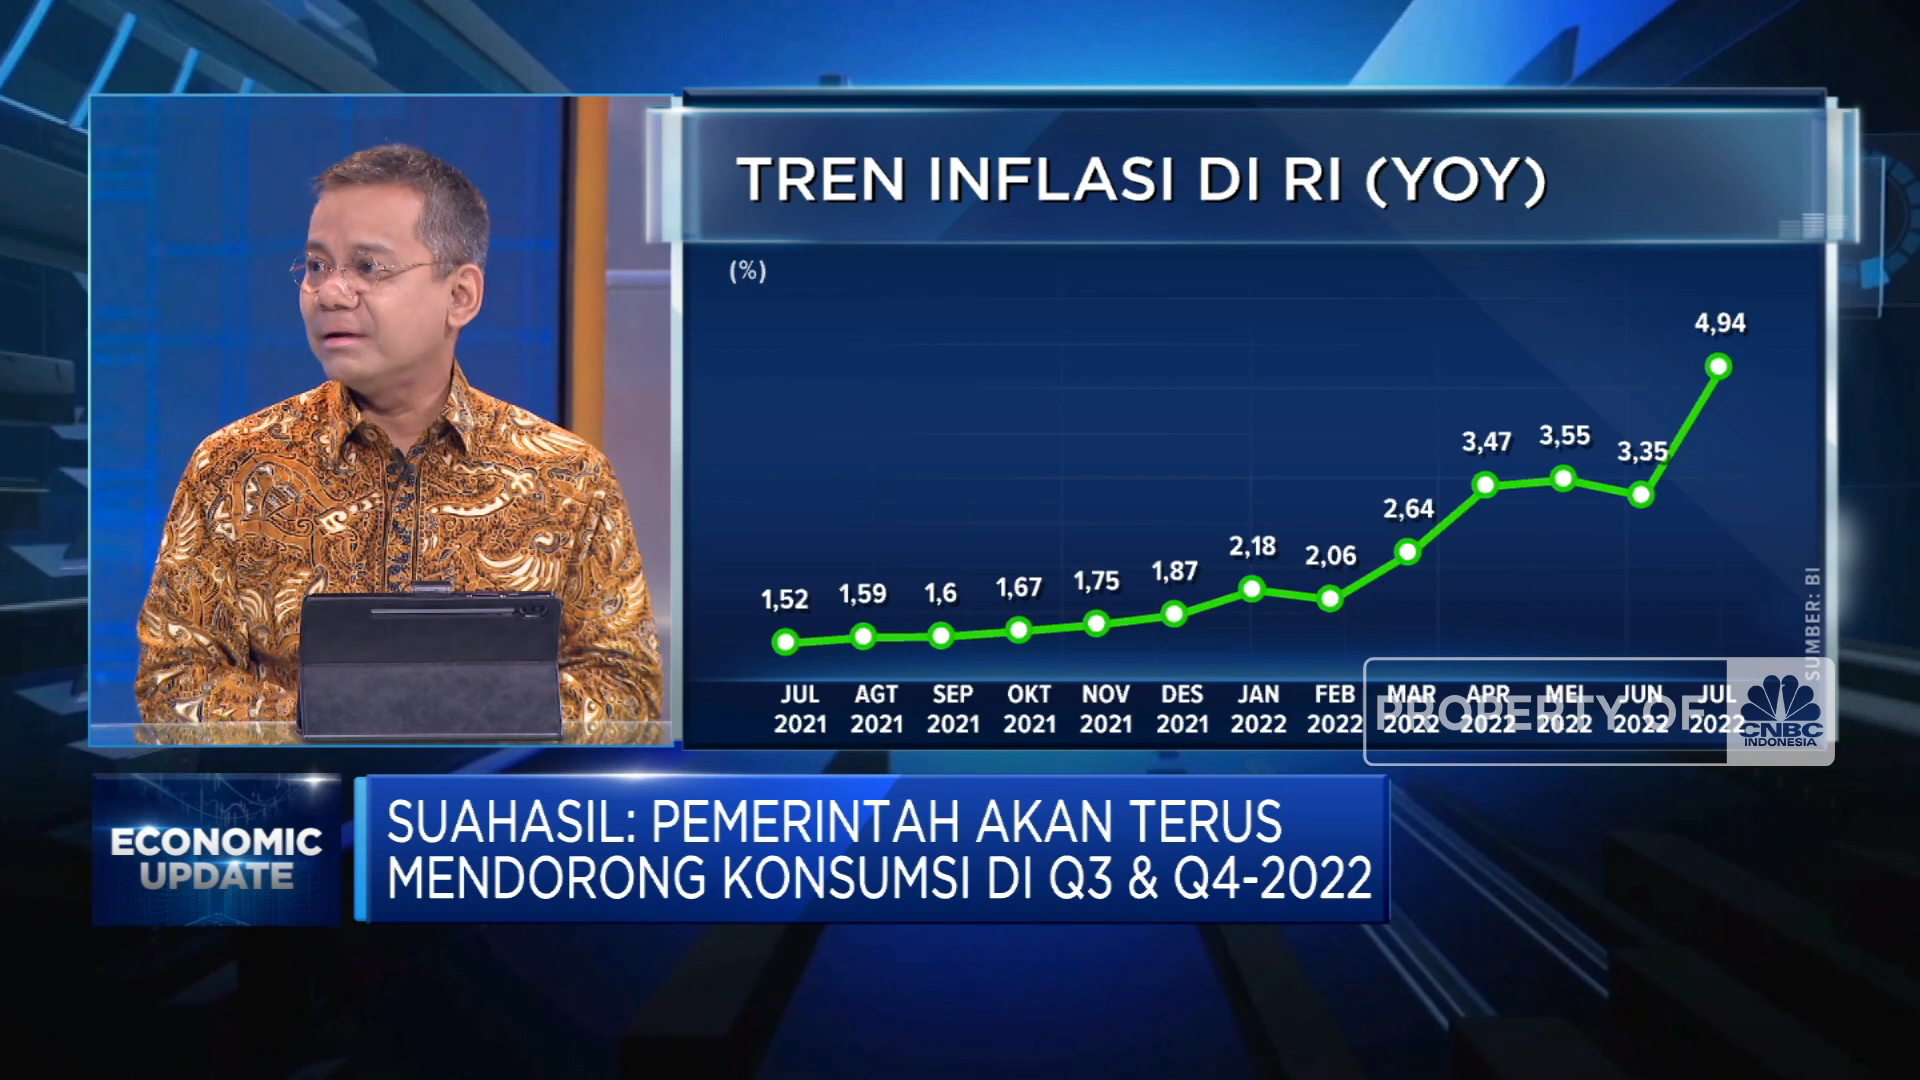 TREN INFLASI DI RI (YOY)
(%)
4,94
3,47 3,55 3,35
2,64
2,18 2,06
1,52 1,59 1,6 1,67 1,75 1,87
SUMBER: BI
JUL AGT SEP OKT NOV DES JAN FEB MAR APR MEI JUN JUL
2021 2021 2021 2021 2021 2021 2022 2022 2022 2022 2022 2022 2022
PROPERTY OF
CNBC
INDONESIA
ECONOMIC
UPDATE
SUAHASIL: PEMERINTAH AKAN TERUS
MENDORONG KONSUMSI DI Q3 & Q4-2022